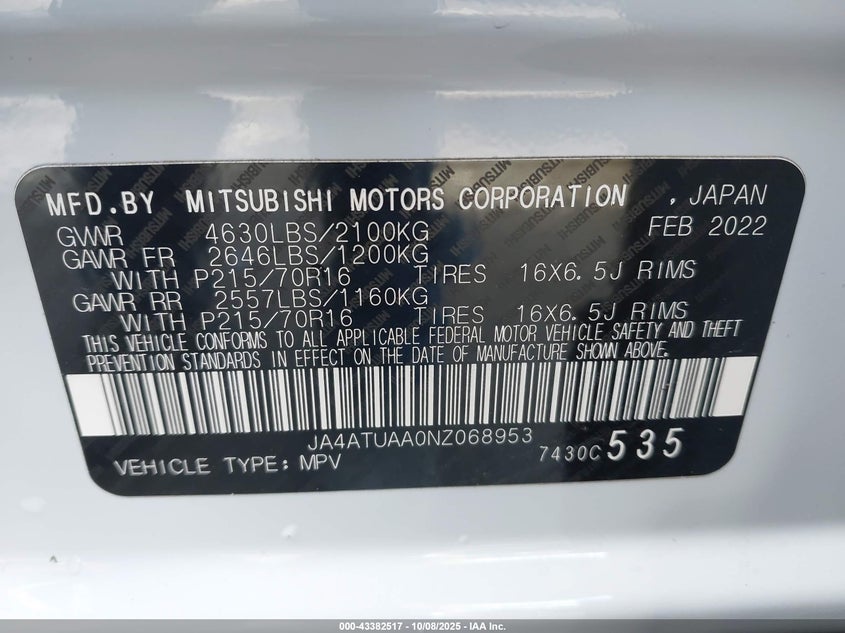 MFD.BY MITSUBISHI MOTORS CORPORATION , JAPAN
GVWR 4630LBS/2100KG FEB 2022
GAWR FR 2646LBS/1200KG
WITH P215/70R16 TIRES 16X6.5J RIMS
GAWR RR 2557LBS/1160KG
WITH P215/70R16 TIRES 16X6.5J RIMS
THIS VEHICLE CONFORMS TO ALL APPLICABLE FEDERAL MOTOR VEHICLE SAFETY AND THEFT
PREVENTION STANDARDS IN EFFECT ON THE DATE OF MANUFACTURE SHOWN ABOVE.
JA4ATUAA0NZ068953
VEHICLE TYPE: MPV 7430C 535
000-43382517 - 10/08/2025 - IAA Inc.